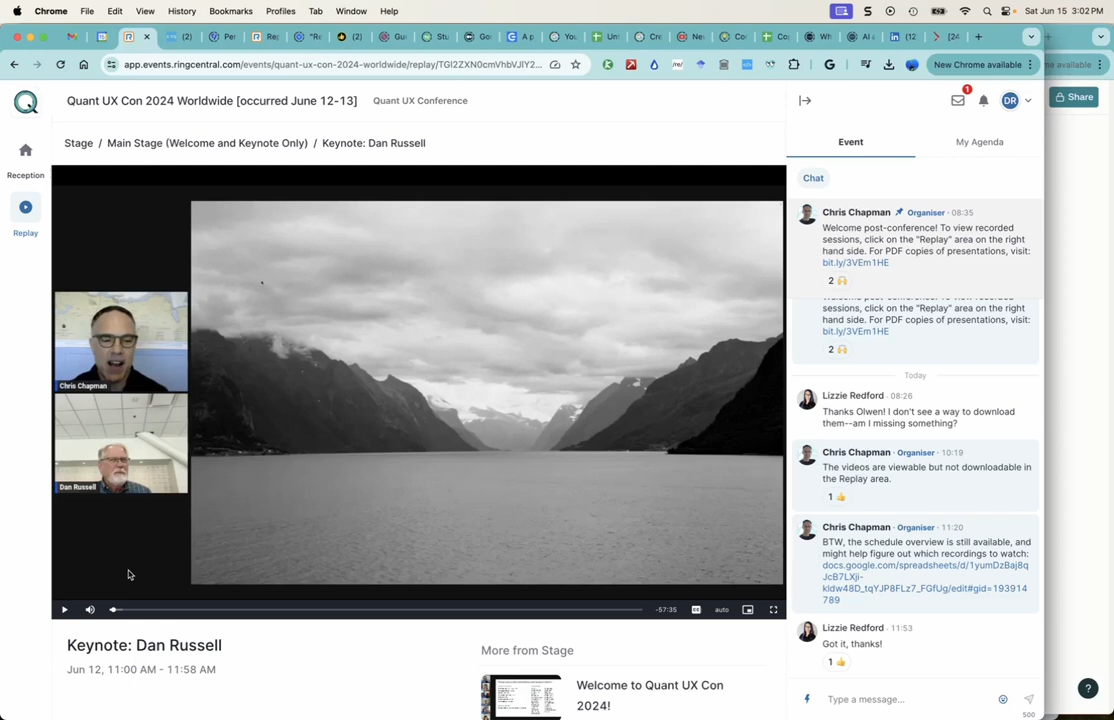 Chrome File Edit View History Bookmarks Profiles Tab Window Help Sat Jun 15 3:02 PM
app.events.ringcentral.com/events/quant-ux-con-2024-worldwide/replay/ New Chrome available
Quant UX Con 2024 Worldwide [occurred June 12-13] Quant UX Conference
1
DR
Share
Stage / Main Stage (Welcome and Keynote Only) / Keynote: Dan Russell
Reception
Replay
Chris Chapman
Dan Russell
-57:35
auto
Keynote: Dan Russell
Jun 12, 11:00 AM - 11:58 AM
More from Stage
Welcome to Quant UX Con
2024!
Event My Agenda
Chat
Chris Chapman Organiser · 08:35
Welcome post-conference! To view recorded
sessions, click on the "Replay" area on the right
hand side. For PDF copies of presentations, visit:
bit.ly/3VEm1HE
2
sessions, click on the "Replay" area on the right
hand side. For PDF copies of presentations, visit:
bit.ly/3VEm1HE
2
Today
Lizzie Redford · 08:26
Thanks Olwen! I don't see a way to download
them--am I missing something?
Chris Chapman · Organiser · 10:19
The videos are viewable but not downloadable in
the Replay area.
1
Chris Chapman · Organiser · 11:20
BTW, the schedule overview is still available, and
might help figure out which recordings to watch:
docs.google.com/spreadsheets/d/1yumDzBaj8q
JcB7LXji-
kldw48D_tqYJP8FLz7_FGfUg/edit#gid=193914
789
Lizzie Redford · 11:53
Got it, thanks!
1
Type a message...
500